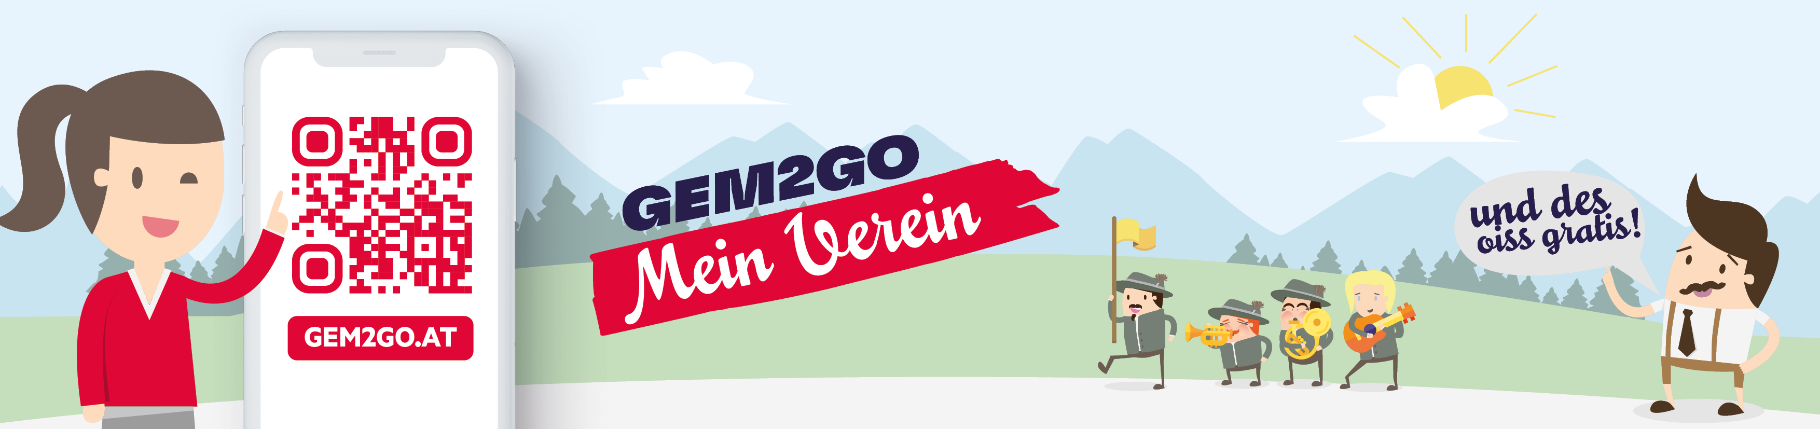 GEM2GO.AT
GEM2GO
Mein Verein
und des
oiss gratis!